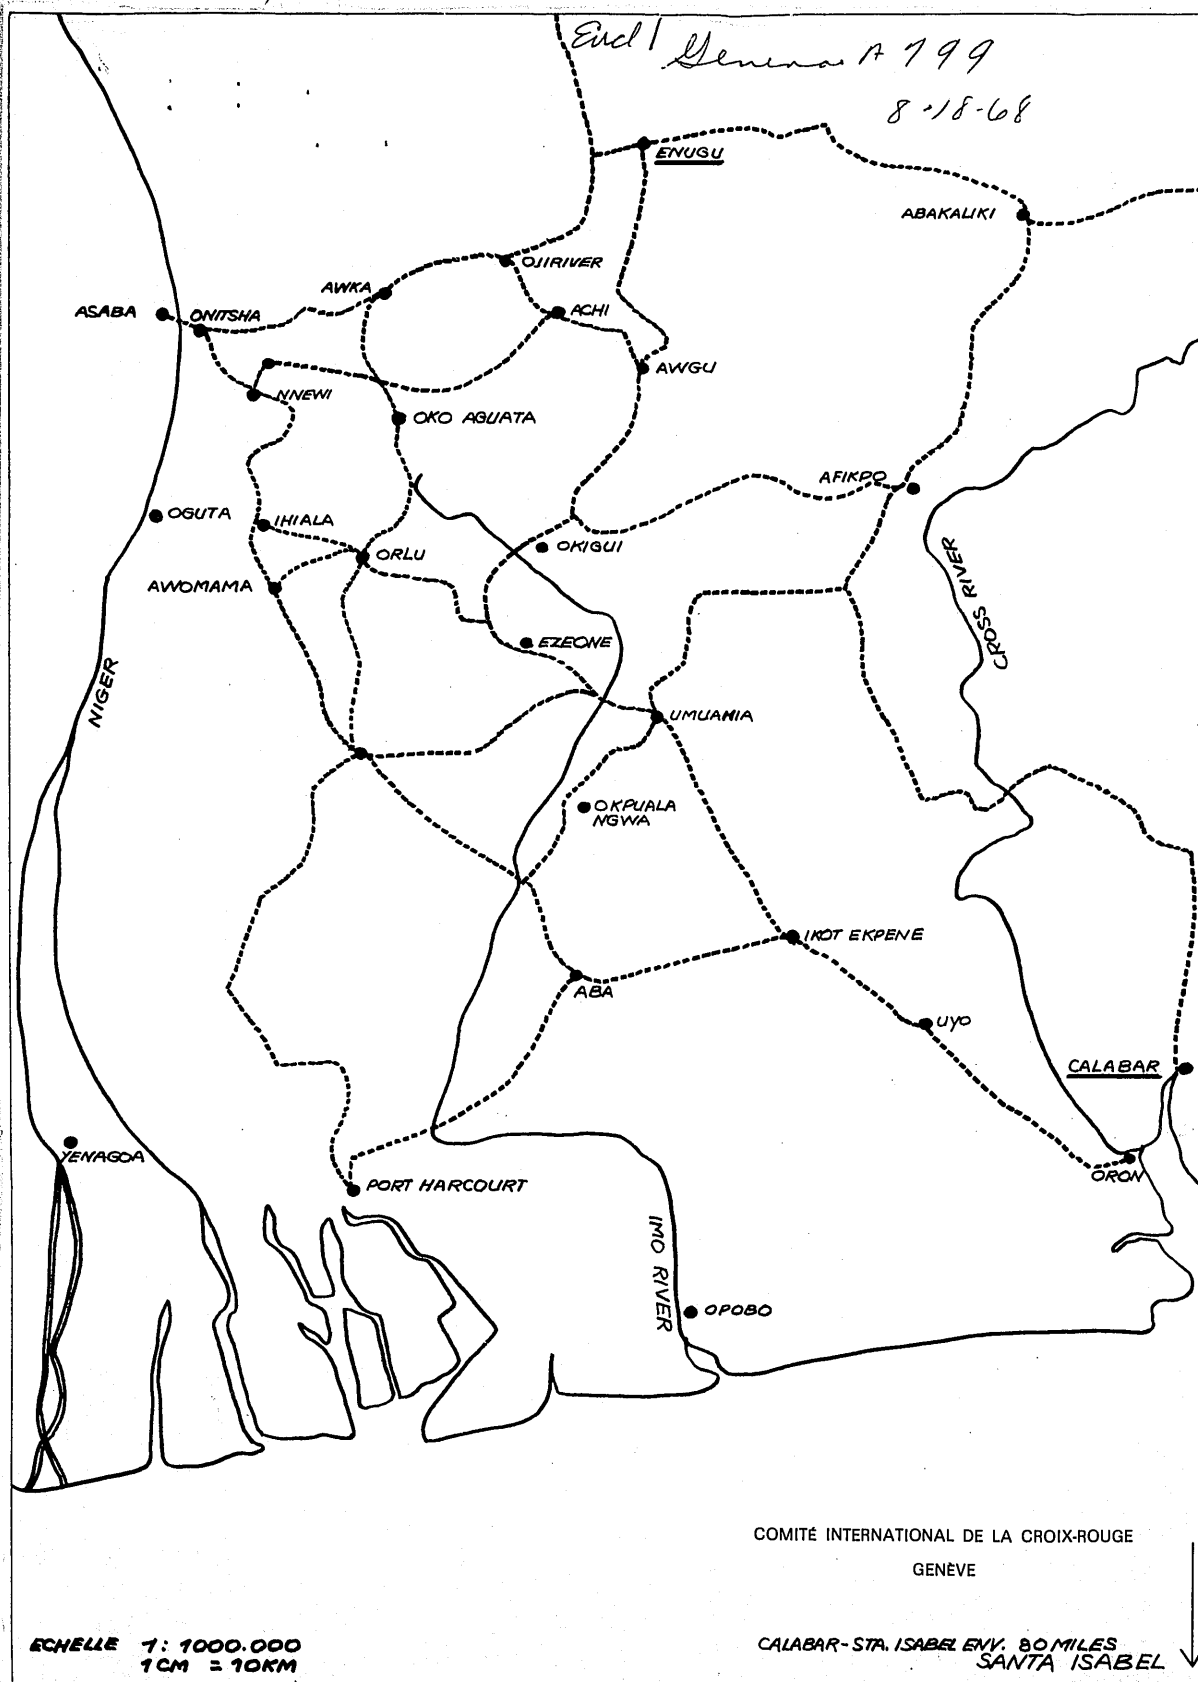 Encl 1 Geneva A 799
8-18-68
ENUGU
ABAKALIKI
OJIRIVER
AWKA
ASABA
ONITSHA
ACHI
AWGU
NNEWI
OKO AGUATA
AFIKPO
OGUTA
IHIALA
OKIGUI
ORLU
AWOMAMA
CROSS RIVER
EZEONE
NIGER
UMUAHIA
OKPUALA
NGWA
IKOT EKPENE
ABA
UYO
CALABAR
YENAGOA
ORON
PORT HARCOURT
IMO RIVER
OPOBO
COMITÉ INTERNATIONAL DE LA CROIX-ROUGE
GENÈVE
ECHELLE 1: 1000.000
1CM = 10KM
CALABAR-STA. ISABEL ENV. 80 MILES
SANTA ISABEL